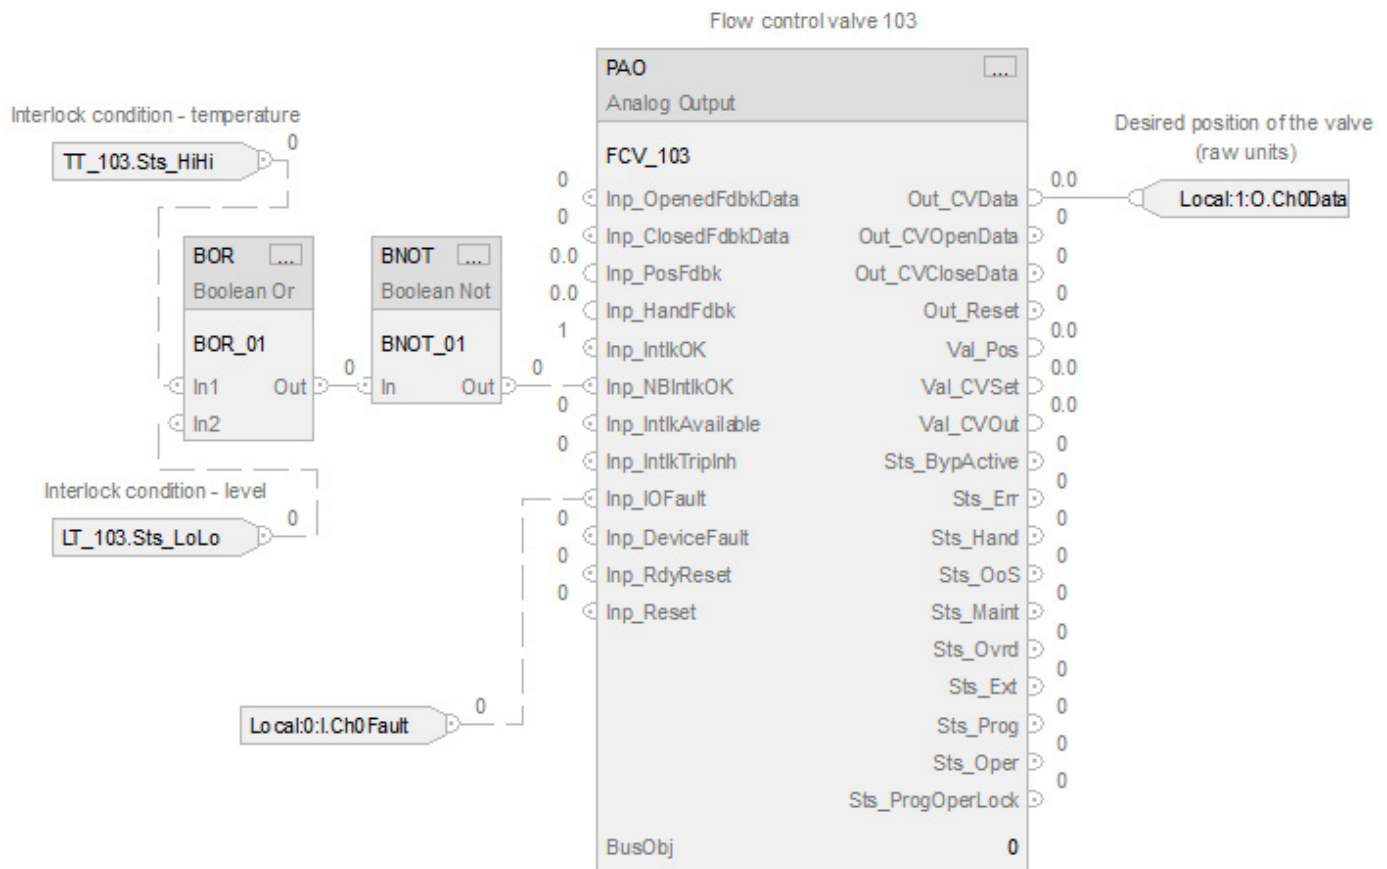 Flow control valve 103
PAO
...
Analog Output
FCV_103
Interlock condition - temperature
0
TT_103.Sts_HiHi
BOR
...
Boolean Or
BOR_01
In1
Out
In2
0
BNOT
...
Boolean Not
BNOT_01
In
Out
0
Interlock condition - level
0
LT_103.Sts_LoLo
Local:0:I.Ch0Fault
0
0
Inp_OpenedFdbkData
0
Inp_ClosedFdbkData
0.0
Inp_PosFdbk
0.0
Inp_HandFdbk
1
Inp_IntlkOK
Inp_NBIntlkOK
0
Inp_IntlkAvailable
0
Inp_IntlkTripInh
Inp_IOFault
0
Inp_DeviceFault
0
Inp_RdyReset
0
Inp_Reset
Out_CVData
0.0
Out_CVOpenData
0
Out_CVCloseData
0
Out_Reset
0
Val_Pos
0.0
Val_CVSet
0.0
Val_CVOut
0.0
Sts_BypActive
0
Sts_Err
0
Sts_Hand
0
Sts_OoS
0
Sts_Maint
0
Sts_Ovrd
0
Sts_Ext
0
Sts_Prog
0
Sts_Oper
0
Sts_ProgOperLock
0
BusObj
0
Desired position of the valve
(raw units)
Local:1:O.Ch0Data